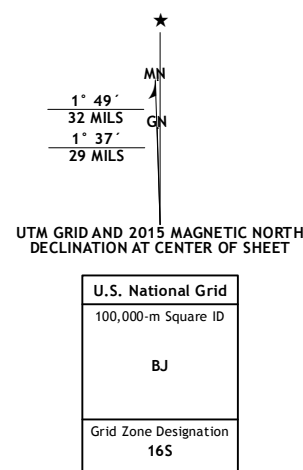 ★
MN
1° 49´
32 MILS
GN
1° 37´
29 MILS
UTM GRID AND 2015 MAGNETIC NORTH
DECLINATION AT CENTER OF SHEET
U.S. National Grid
100,000-m Square ID
BJ
Grid Zone Designation
16S